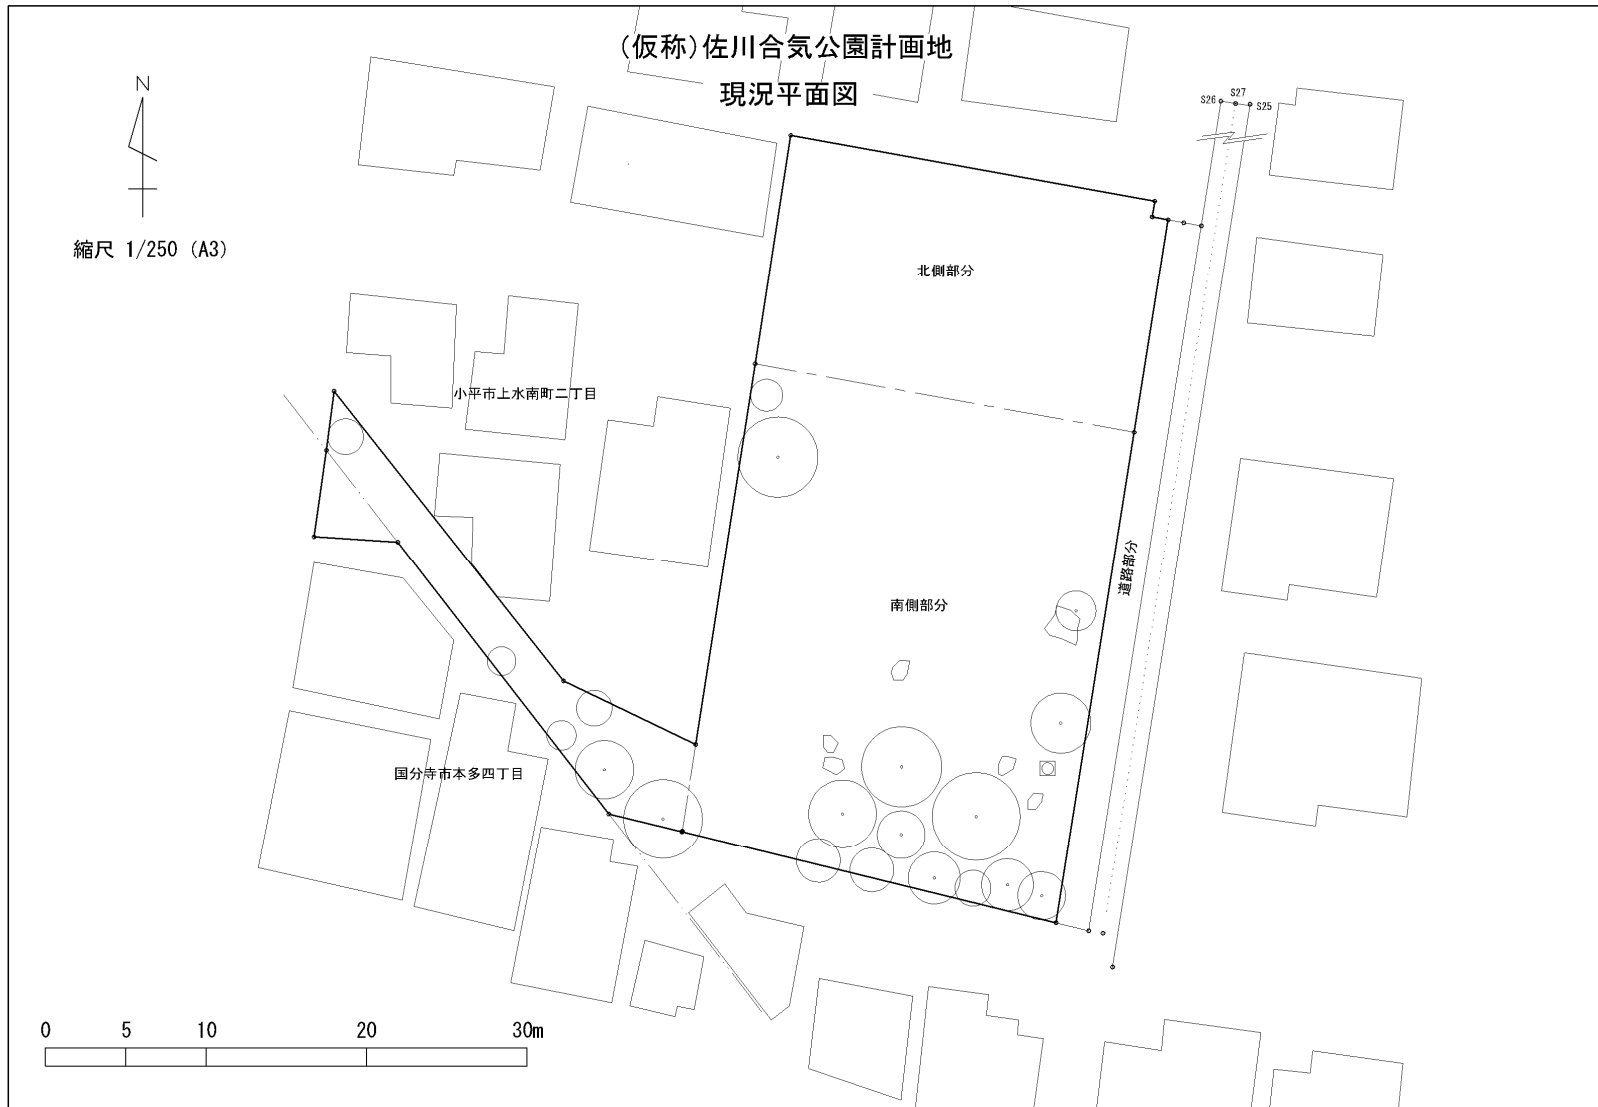 (仮称)佐川合気公園計画地
現況平面図
N
縮尺 1/250 (A3)
S26
S27
S25
北側部分
小平市上水南町二丁目
道路部分
南側部分
国分寺市本多四丁目
0 5 10 20 30m